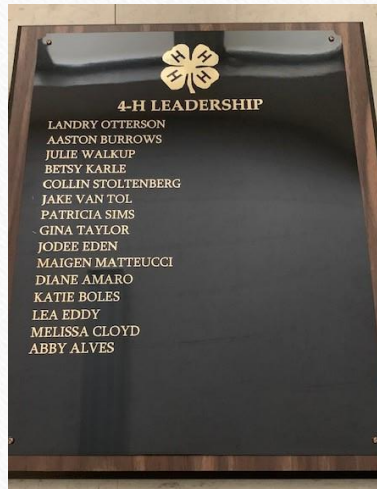 H H
H H
4-H LEADERSHIP
LANDRY OTTERSON
AASTON BURROWS
JULIE WALKUP
BETSY KARLE
COLLIN STOLTENBERG
JAKE VAN TOL
PATRICIA SIMS
GINA TAYLOR
JODEE EDEN
MAIGEN MATTEUCCI
DIANE AMARO
KATIE BOLES
LEA EDDY
MELISSA CLOYD
ABBY ALVES